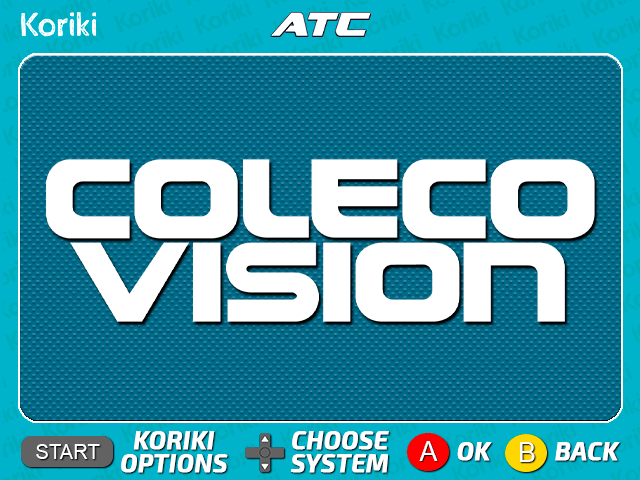 Koriki
ATC
COLECO
VISION
START
KORIKI
OPTIONS
CHOOSE
SYSTEM
A
OK
B
BACK